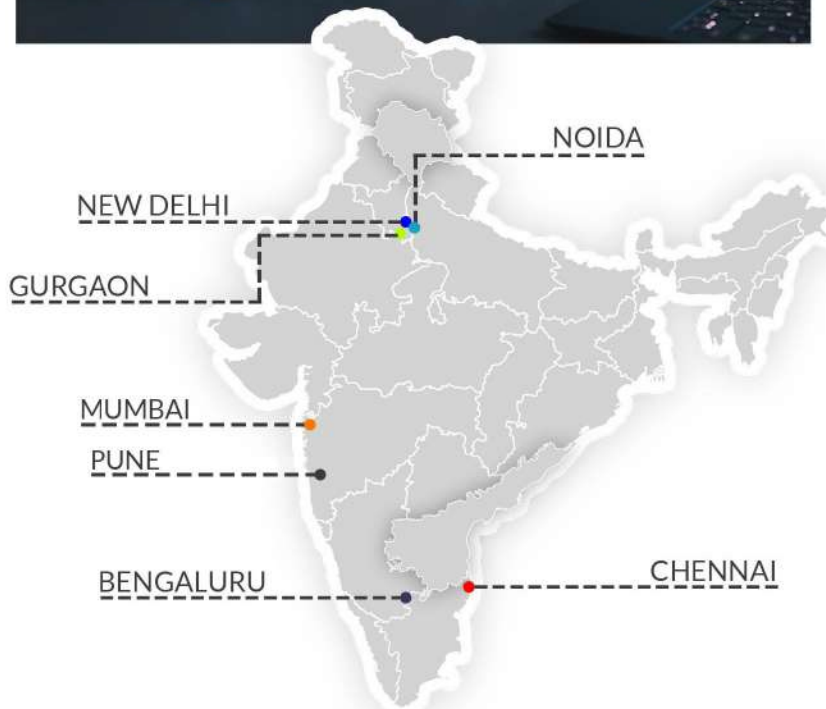 NOIDA
NEW DELHI
GURGAON
MUMBAI
PUNE
BENGALURU
CHENNAI